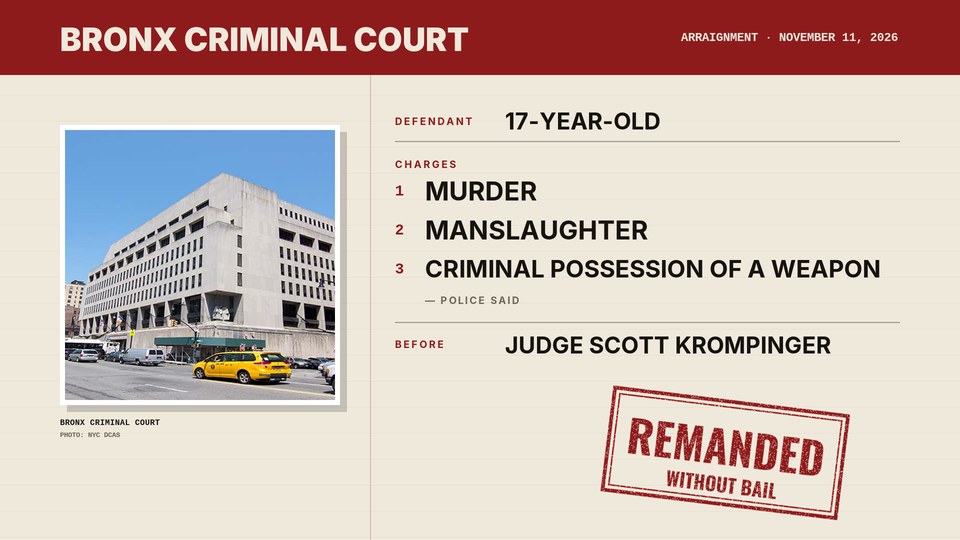 BRONX CRIMINAL COURT
ARRAIGNMENT · NOVEMBER 11, 2026
DEFENDANT 17-YEAR-OLD
CHARGES
1 MURDER
2 MANSLAUGHTER
3 CRIMINAL POSSESSION OF A WEAPON
— POLICE SAID
BEFORE JUDGE SCOTT KROMPINGER
REMANDED
WITHOUT BAIL
BRONX CRIMINAL COURT
PHOTO: NYC DCAS